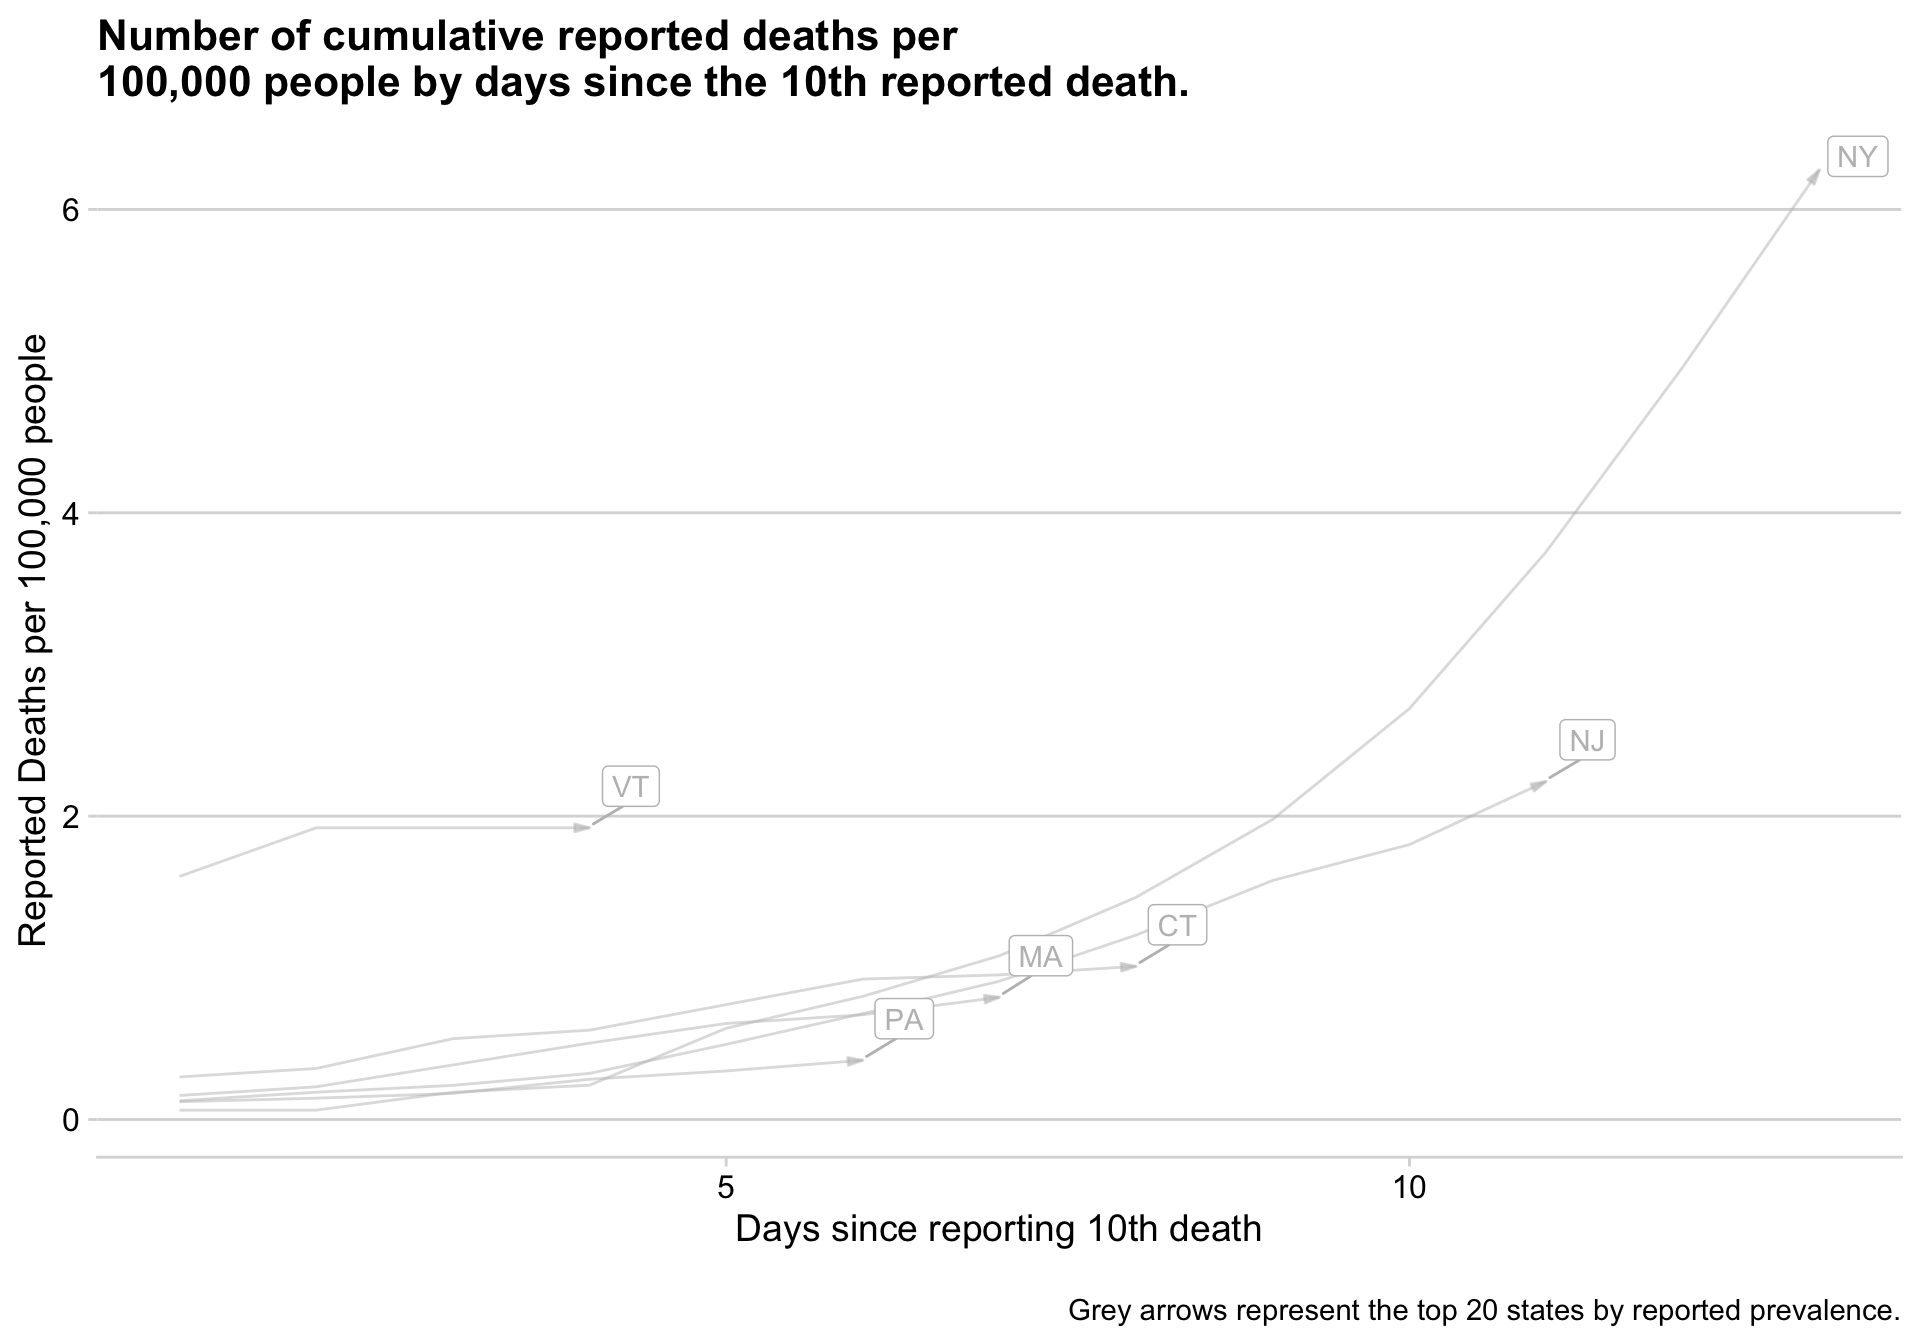 Number of cumulative reported deaths per
100,000 people by days since the 10th reported death.
Reported Deaths per 100,000 people
6
4
2
0
NY
NJ
VT
CT
MA
PA
5
10
Days since reporting 10th death
Grey arrows represent the top 20 states by reported prevalence.